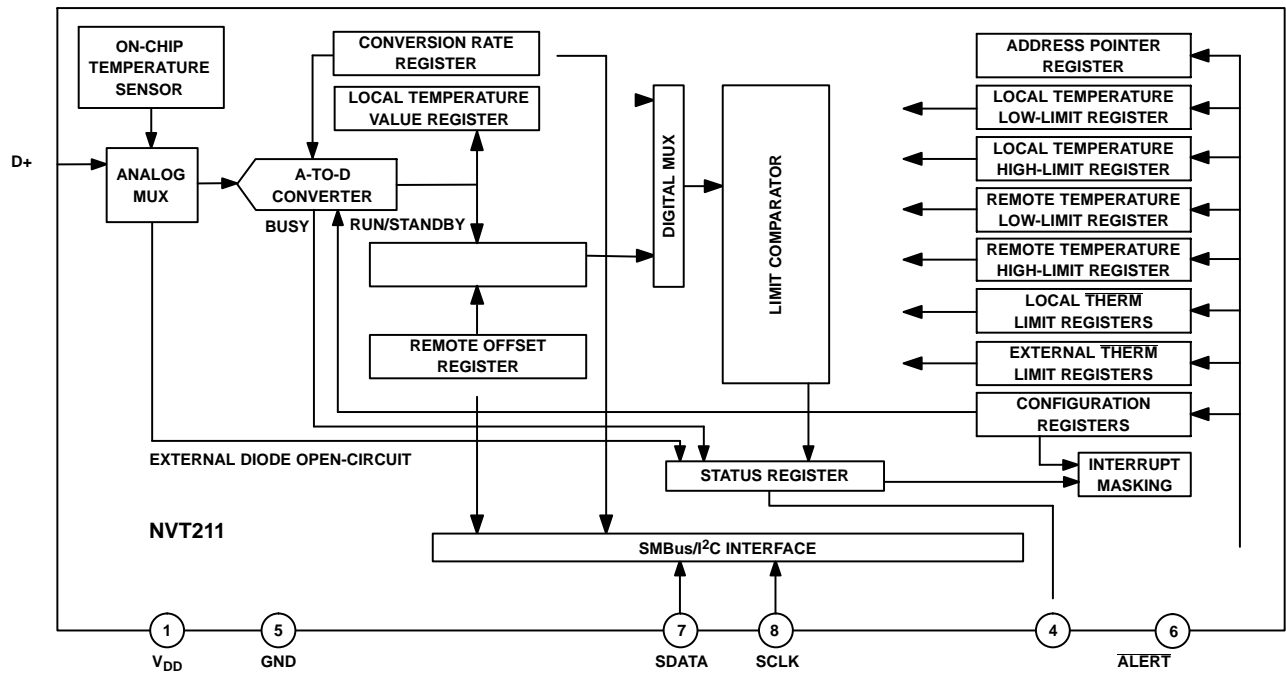 ON-CHIP
TEMPERATURE
SENSOR
CONVERSION RATE
REGISTER
LOCAL TEMPERATURE
VALUE REGISTER
D+
ANALOG
MUX
A-TO-D
CONVERTER
BUSY
RUN/STANDBY
REMOTE OFFSET
REGISTER
DIGITAL MUX
LIMIT COMPARATOR
ADDRESS POINTER
REGISTER
LOCAL TEMPERATURE
LOW-LIMIT REGISTER
LOCAL TEMPERATURE
HIGH-LIMIT REGISTER
REMOTE TEMPERATURE
LOW-LIMIT REGISTER
REMOTE TEMPERATURE
HIGH-LIMIT REGISTER
LOCAL THERM
LIMIT REGISTERS
EXTERNAL THERM
LIMIT REGISTERS
CONFIGURATION
REGISTERS
EXTERNAL DIODE OPEN-CIRCUIT
STATUS REGISTER
INTERRUPT
MASKING
NVT211
SMBus/I²C INTERFACE
1
5
7
8
4
6
VDD
GND
SDATA
SCLK
ALERT